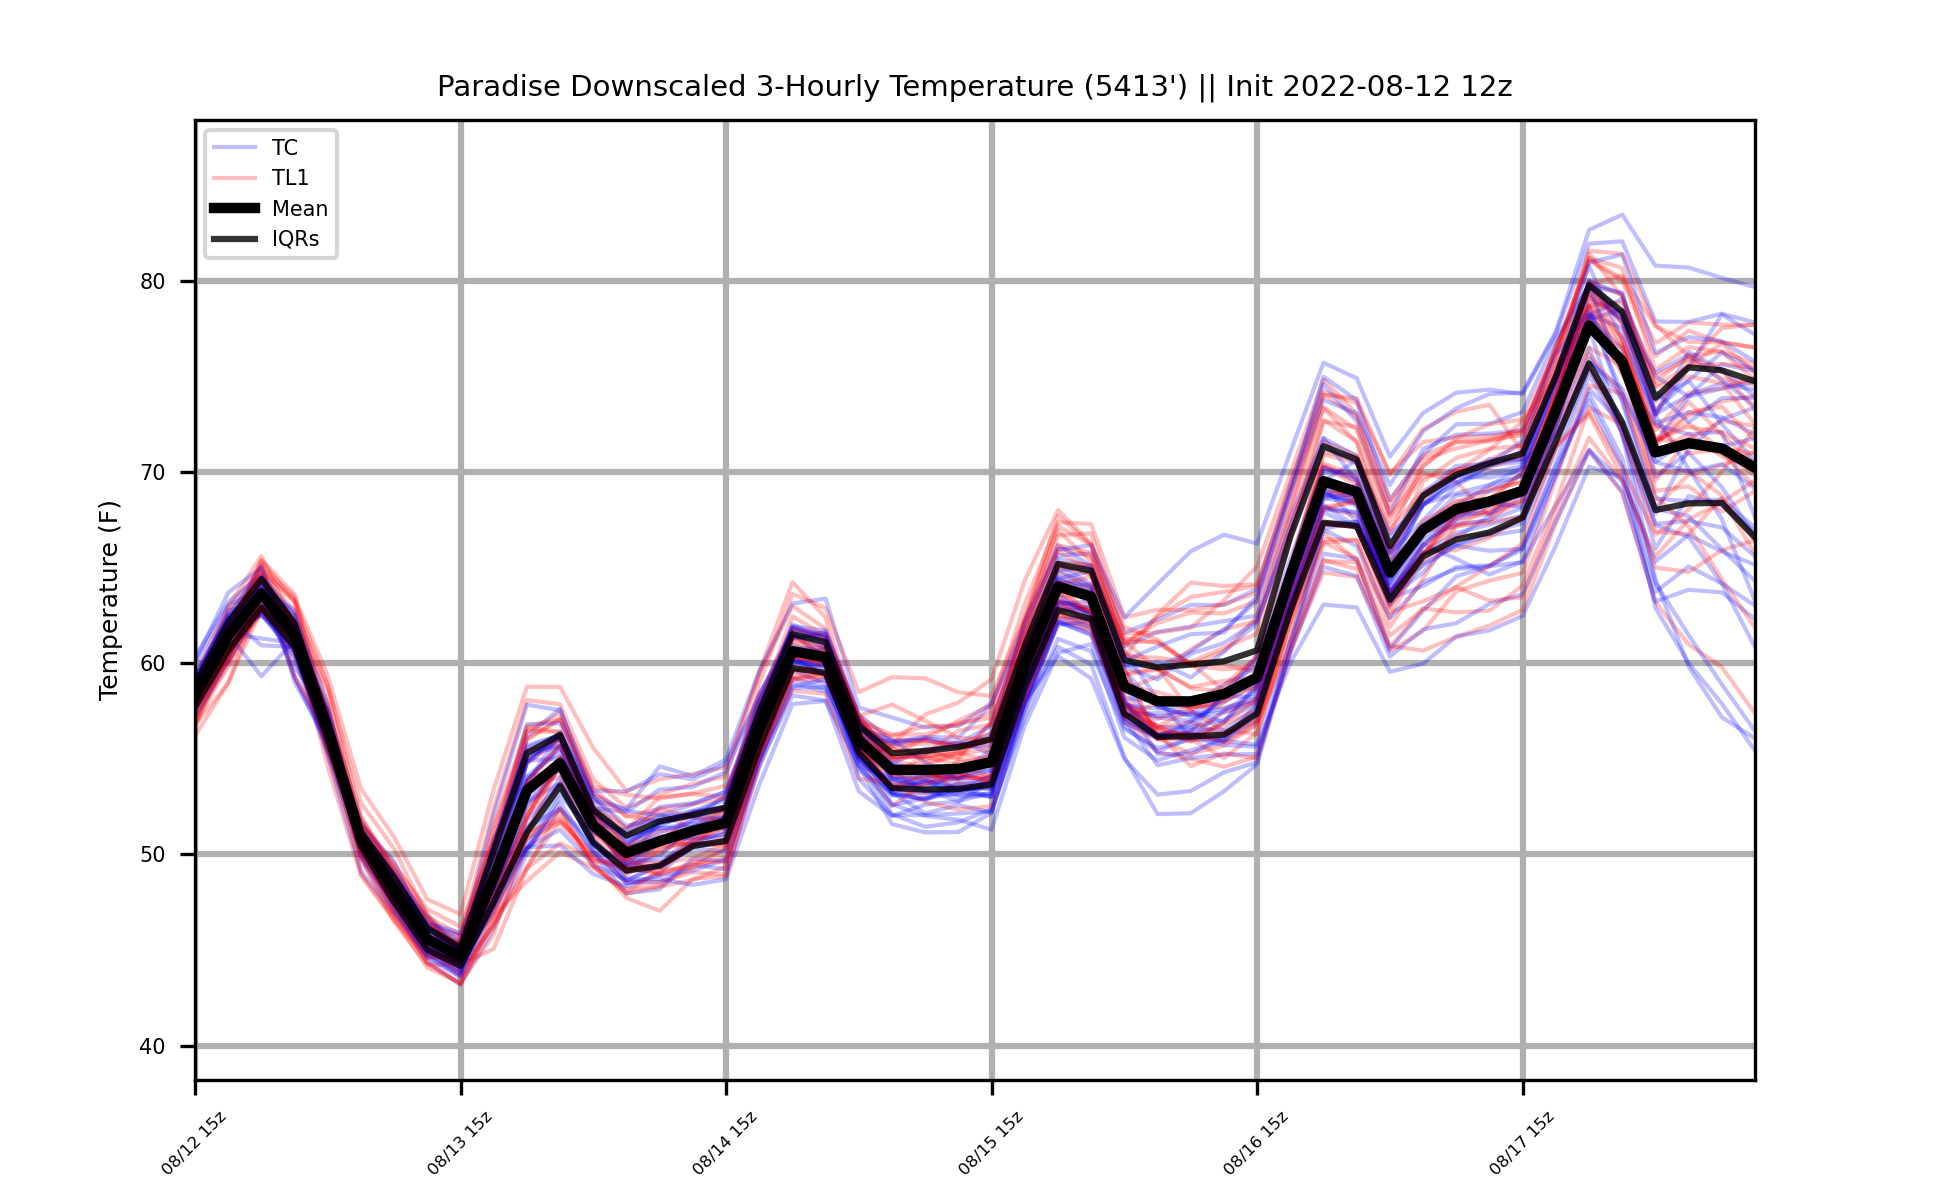 Paradise Downscaled 3-Hourly Temperature (5413') || Init 2022-08-12 12z
TC
TL1
Mean
IQRs
Temperature (F)
80
70
60
50
40
08/12 15z
08/13 15z
08/14 15z
08/15 15z
08/16 15z
08/17 15z